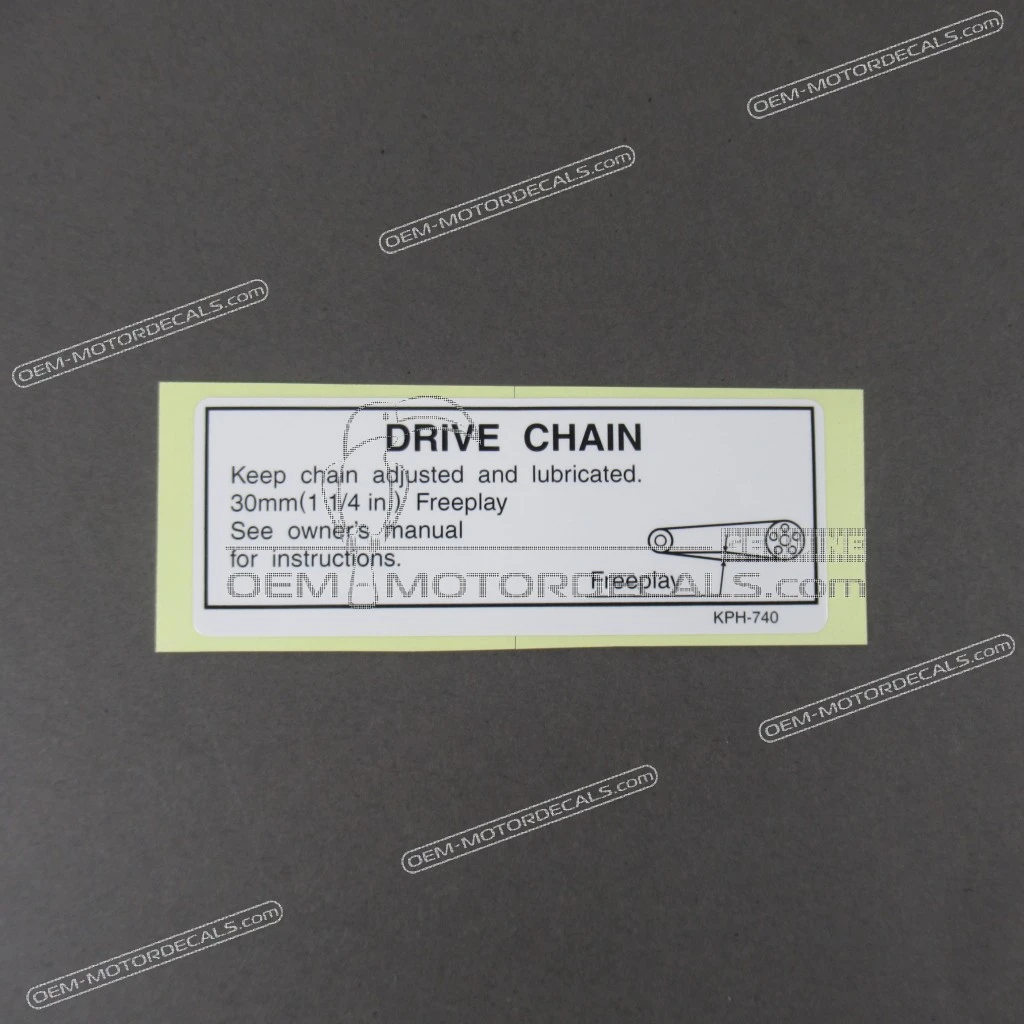 OEM-MOTORDECALS.com
OEM-MOTORDECALS.com
OEM-MOTORDECALS.com
DRIVE CHAIN
Keep chain adjusted and lubricated.
30mm(1 1/4 in.) Freeplay
See owner's manual
for instructions.
Freeplay
GENUINE
OEM-MOTORDECALS.com
KPH-740
OEM-MOTORDECALS.com
OEM-MOTORDECALS.com
OEM-MOTORDECALS.com